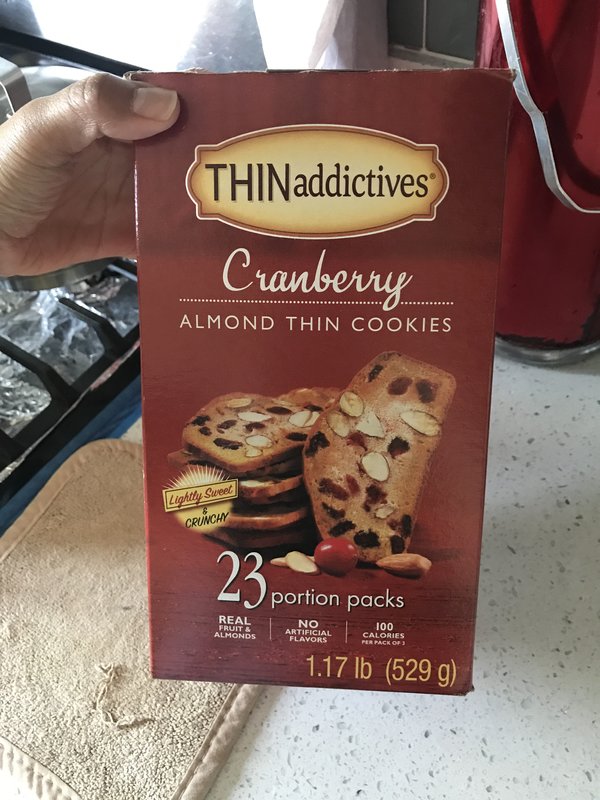 THINaddictives®
Cranberry
ALMOND THIN COOKIES
Lightly Sweet
& CRUNCHY
23 portion packs
REAL FRUIT & ALMONDS
NO ARTIFICIAL FLAVORS
100 CALORIES PER PACK OF 3
1.17 lb (529 g)